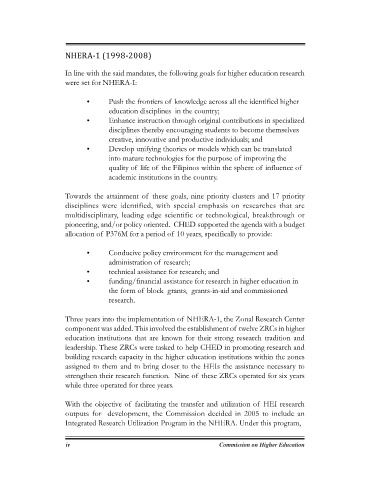 NHERA-1 (1998-2008)
In line with the said mandates, the following goals for higher education research
were set for NHERA-I:
• Push the frontiers of knowledge across all the identified higher
education disciplines in the country;
• Enhance instruction through original contributions in specialized
disciplines thereby encouraging students to become themselves
creative, innovative and productive individuals; and
• Develop unifying theories or models which can be translated
into mature technologies for the purpose of improving the
quality of life of the Filipinos within the sphere of influence of
academic institutions in the country.
Towards the attainment of these goals, nine priority clusters and 17 priority
disciplines were identified, with special emphasis on researches that are
multidisciplinary, leading edge scientific or technological, breakthrough or
pioneering, and/or policy oriented. CHED supported the agenda with a budget
allocation of P376M for a period of 10 years, specifically to provide:
• Conducive policy environment for the management and
administration of research;
• technical assistance for research; and
• funding/financial assistance for research in higher education in
the form of block grants, grants-in-aid and commissioned
research.
Three years into the implementation of NHERA-1, the Zonal Research Center
component was added. This involved the establishment of twelve ZRCs in higher
education institutions that are known for their strong research tradition and
leadership. These ZRCs were tasked to help CHED in promoting research and
building research capacity in the higher education institutions within the zones
assigned to them and to bring closer to the HEIs the assistance necessary to
strengthen their research function. Nine of these ZRCs operated for six years
while three operated for three years.
With the objective of facilitating the transfer and utilization of HEI research
outputs for development, the Commission decided in 2005 to include an
Integrated Research Utilization Program in the NHERA. Under this program,
iv Commission on Higher Education